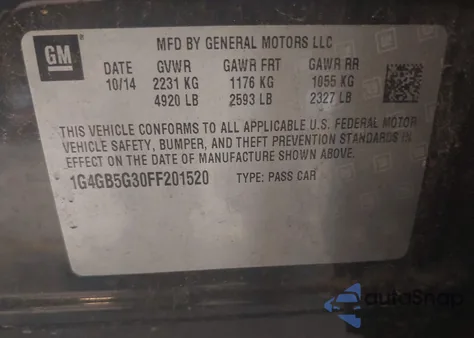 GM
MFD BY GENERAL MOTORS LLC
DATE GVWR GAWR FRT GAWR RR
10/14 2231 KG 1176 KG 1055 KG
4920 LB 2593 LB 2327 LB
THIS VEHICLE CONFORMS TO ALL APPLICABLE U.S. FEDERAL MOTOR
VEHICLE SAFETY, BUMPER, AND THEFT PREVENTION STANDARDS IN
EFFECT ON THE DATE OF MANUFACTURE SHOWN ABOVE.
1G4GB5G30FF201520 TYPE: PASS CAR
autoSnap